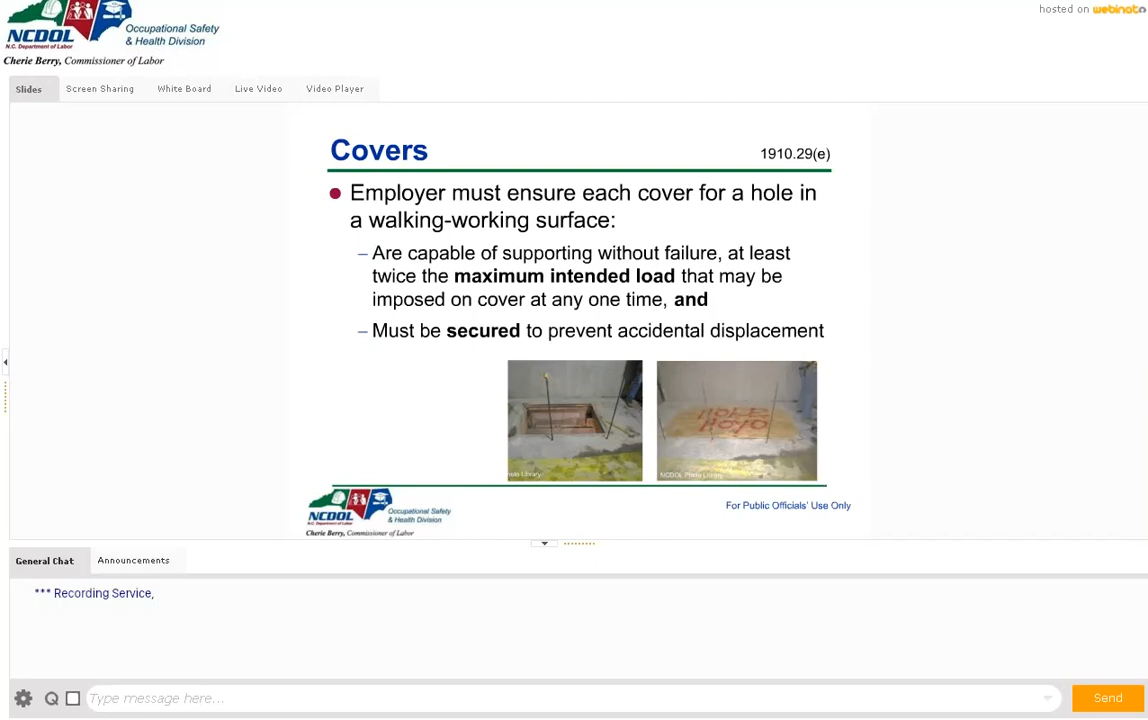 hosted on webinato
NCDOL
N.C. Department of Labor
Occupational Safety
& Health Division
Cherie Berry, Commissioner of Labor
Slides
Screen Sharing
White Board
Live Video
Video Player
Covers
1910.29(e)
Employer must ensure each cover for a hole in
a walking-working surface:
– Are capable of supporting without failure, at least
twice the maximum intended load that may be
imposed on cover at any one time, and
– Must be secured to prevent accidental displacement
HOLE
Photo Library
NCDOL Photo Library
NCDOL
N.C. Department of Labor
Occupational Safety
& Health Division
Cherie Berry, Commissioner of Labor
For Public Officials' Use Only
General Chat
Announcements
*** Recording Service,
Type message here...
Send